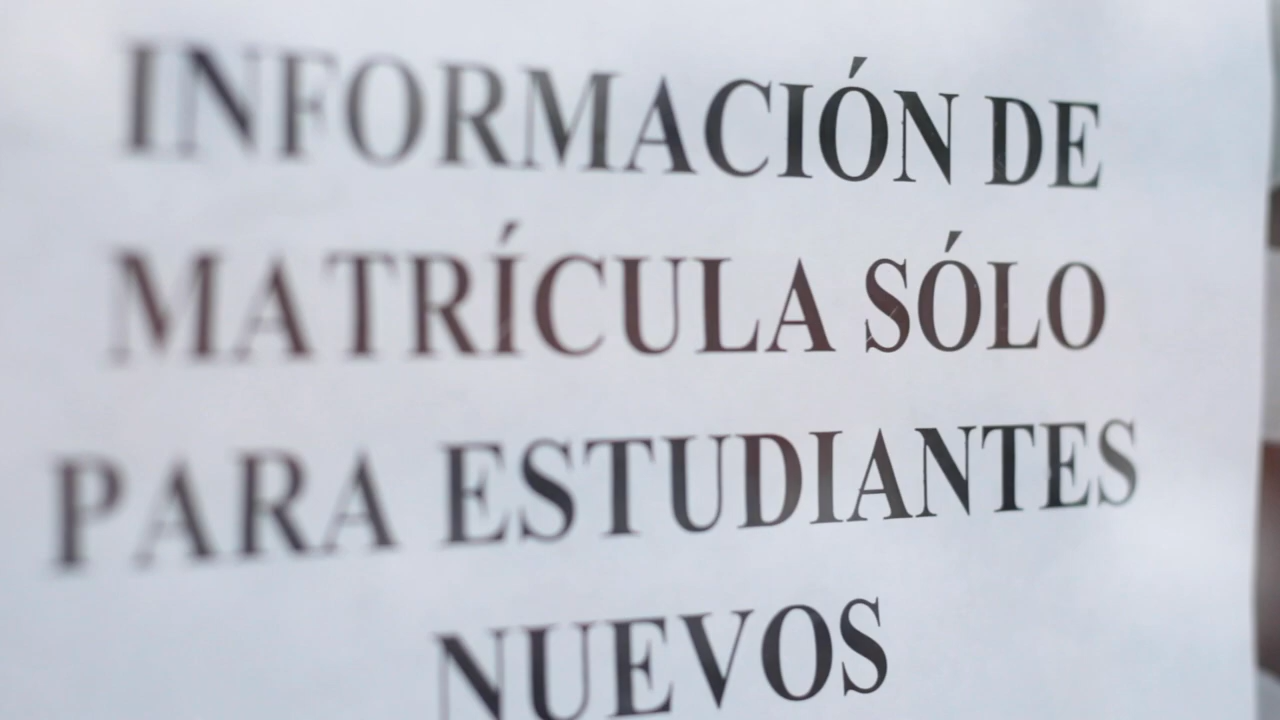 INFORMACIÓN DE
MATRÍCULA SÓLO
PARA ESTUDIANTES
NUEVOS